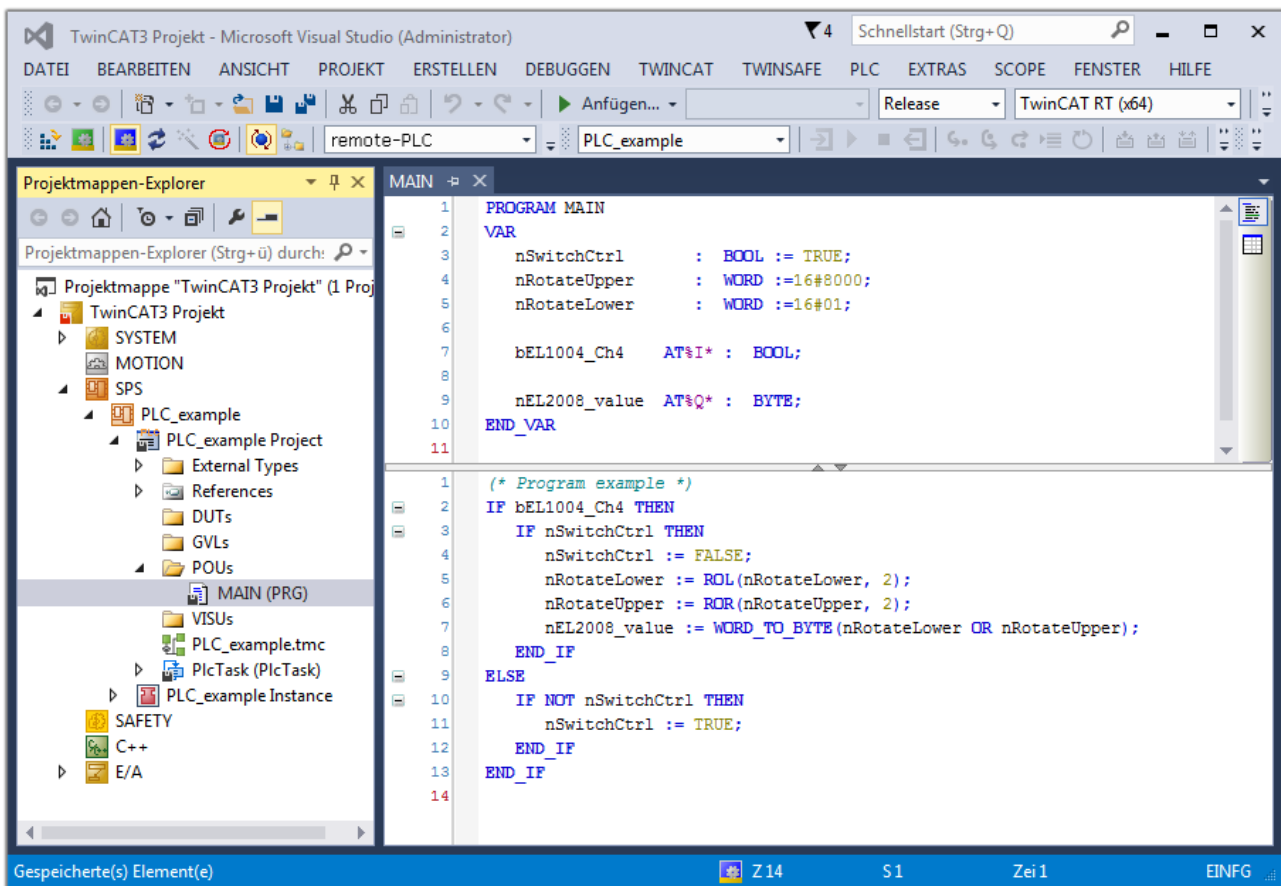 TwinCAT3 Projekt - Microsoft Visual Studio (Administrator)
4
Schnellstart (Strg+Q)
DATEI BEARBEITEN ANSICHT PROJEKT ERSTELLEN DEBUGGEN TWINCAT TWINSAFE PLC EXTRAS SCOPE FENSTER HILFE
Anfügen... Release TwinCAT RT (x64)
remote-PLC PLC_example
Projektmappen-Explorer
Projektmappen-Explorer (Strg+ü) durch:
Projektmappe "TwinCAT3 Projekt" (1 Proj
TwinCAT3 Projekt
SYSTEM
MOTION
SPS
PLC_example
PLC_example Project
External Types
References
DUTs
GVLs
POUs
MAIN (PRG)
VISUs
PLC_example.tmc
PlcTask (PlcTask)
PLC_example Instance
SAFETY
C++
E/A
MAIN
1 PROGRAM MAIN
2 VAR
3 nSwitchCtrl : BOOL := TRUE;
4 nRotateUpper : WORD :=16#8000;
5 nRotateLower : WORD :=16#01;
6
7 bEL1004_Ch4 AT%I* : BOOL;
8
9 nEL2008_value AT%Q* : BYTE;
10 END_VAR
11
1 (* Program example *)
2 IF bEL1004_Ch4 THEN
3 IF nSwitchCtrl THEN
4 nSwitchCtrl := FALSE;
5 nRotateLower := ROL(nRotateLower, 2);
6 nRotateUpper := ROR(nRotateUpper, 2);
7 nEL2008_value := WORD_TO_BYTE(nRotateLower OR nRotateUpper);
8 END_IF
9 ELSE
10 IF NOT nSwitchCtrl THEN
11 nSwitchCtrl := TRUE;
12 END_IF
13 END_IF
14
Gespeicherte(s) Element(e) Z 14 S 1 Zei 1 EINFG